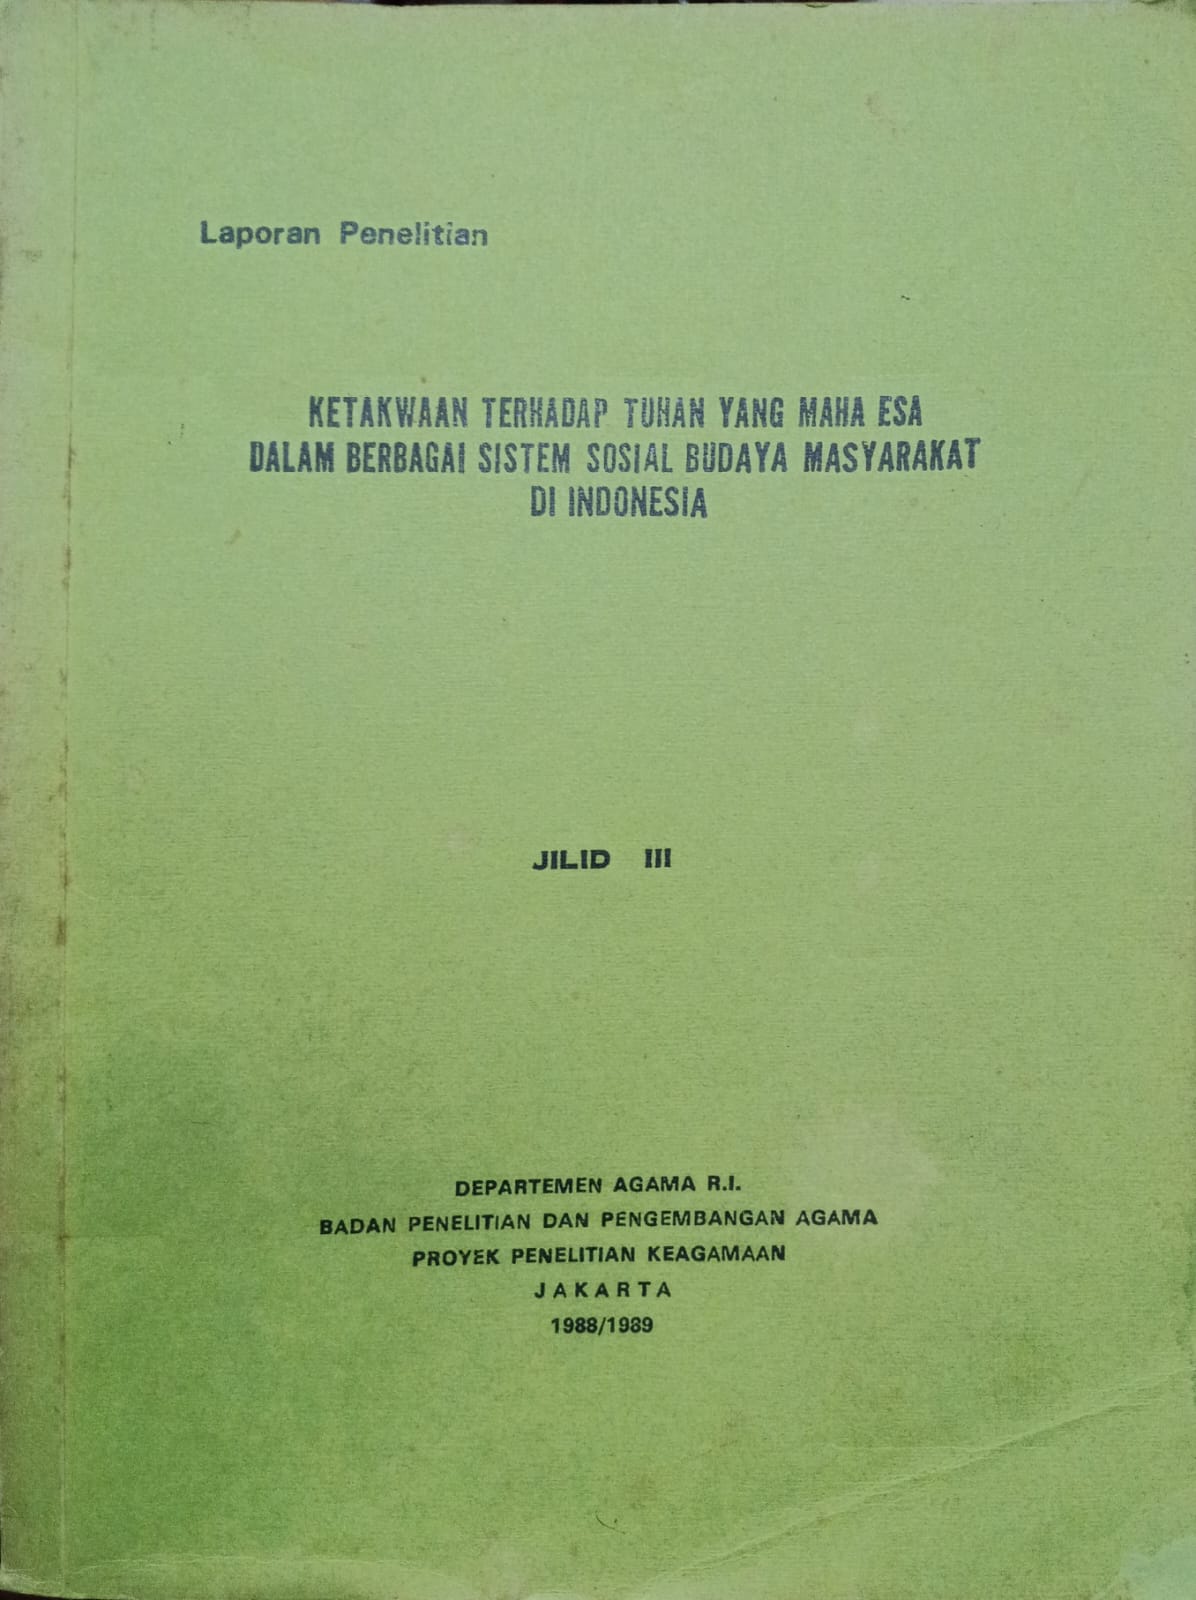 Laporan Penelitian
KETAKWAAN TERHADAP TUHAN YANG MAHA ESA
DALAM BERBAGAI SISTEM SOSIAL BUDAYA MASYARAKAT
DI INDONESIA
JILID III
DEPARTEMEN AGAMA R.I.
BADAN PENELITIAN DAN PENGEMBANGAN AGAMA
PROYEK PENELITIAN KEAGAMAAN
JAKARTA
1988/1989